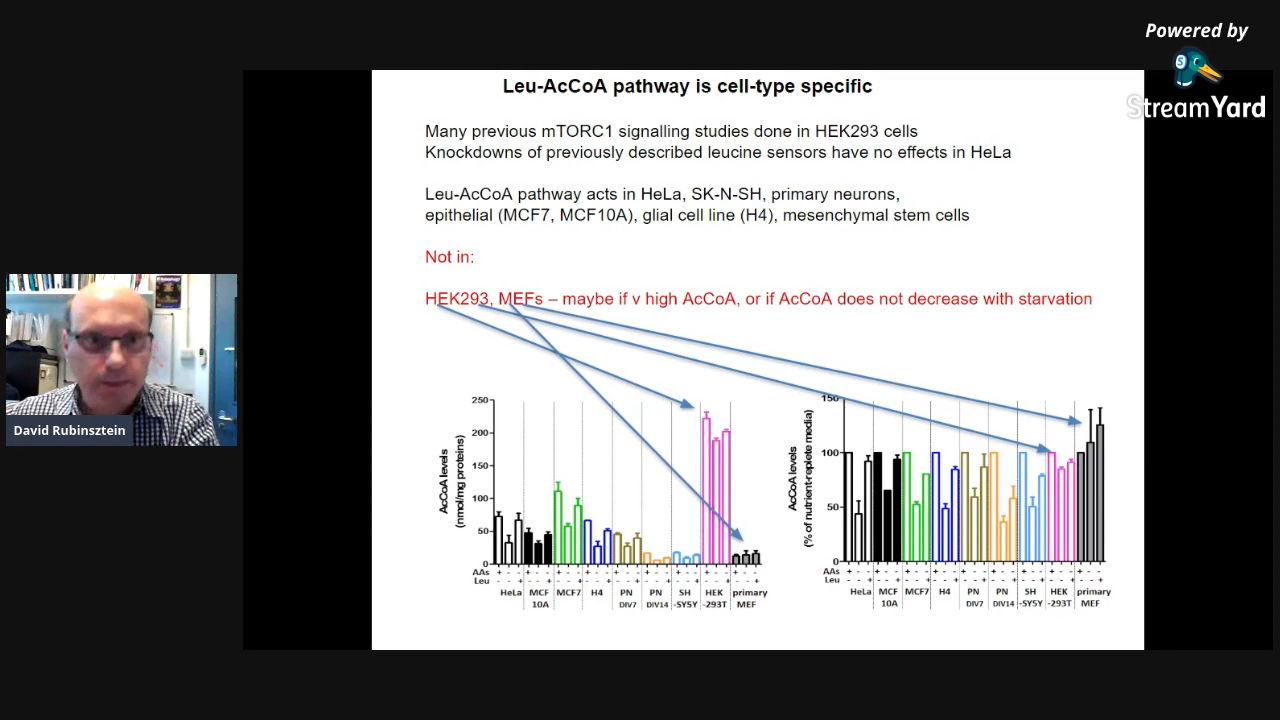 Powered by
StreamYard
Leu-AcCoA pathway is cell-type specific
Many previous mTORC1 signalling studies done in HEK293 cells
Knockdowns of previously described leucine sensors have no effects in HeLa
Leu-AcCoA pathway acts in HeLa, SK-N-SH, primary neurons,
epithelial (MCF7, MCF10A), glial cell line (H4), mesenchymal stem cells
Not in:
HEK293, MEFs – maybe if v high AcCoA, or if AcCoA does not decrease with starvation
David Rubinsztein
AcCoA levels
(nmol/mg proteins)
250
200
150
100
50
0
AAs + - - + - - + - - + - - + - - + - - + - - + - - + - -
Leu - - + - - + - - + - - + - - + - - + - - + - - + - - +
HeLa MCF MCF7 H4 PN PN SH HEK primary
10A DIV7 DIV14 -SY5Y -293T MEF
AcCoA levels
(% of nutrient-replete media)
150
100
50
0
AAs + - - + - - + - - + - - + - - + - - + - - + - - + - -
Leu - - + - - + - - + - - + - - + - - + - - + - - + - - +
HeLa MCF MCF7 H4 PN PN SH HEK primary
10A DIV7 DIV14 -SY5Y -293T MEF